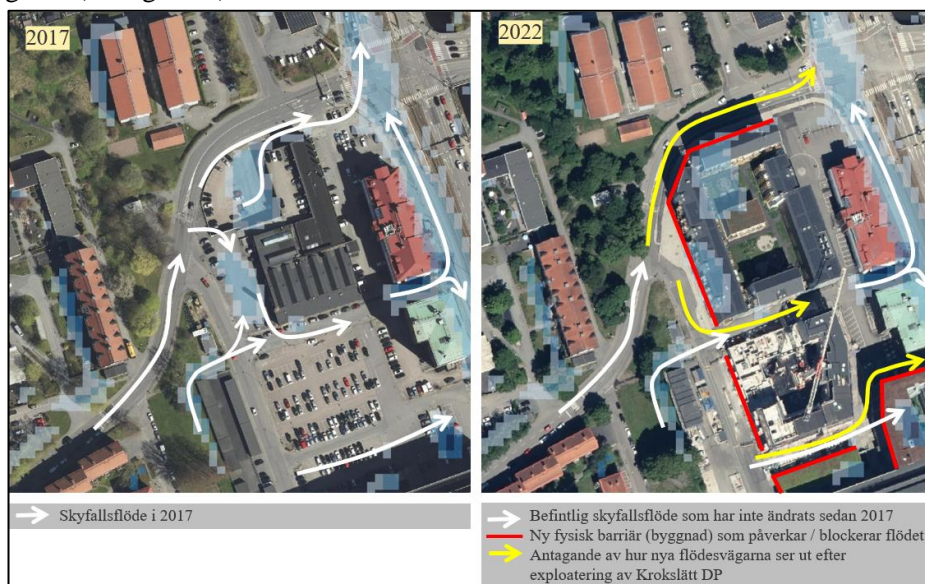 2017
2022
Skyfallsflöde i 2017
Befintlig skyfallsflöde som har inte ändrats sedan 2017
Ny fysisk barriär (byggnad) som påverkar / blockerar flödet
Antagande av hur nya flödesvägarna ser ut efter
exploatering av Krokslätt DP